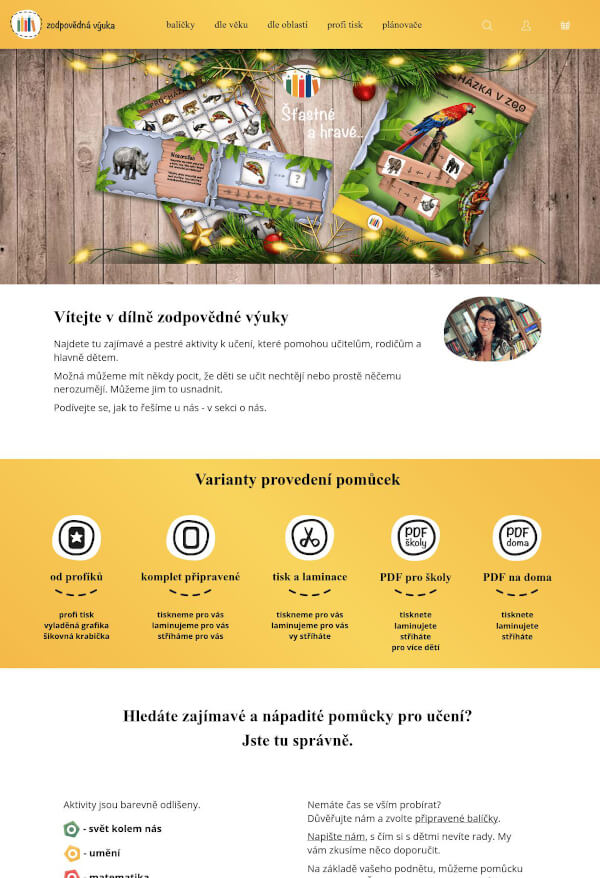 zodpovědná výuka
balíčky
dle věku
dle oblasti
profi tisk
plánovače
Šťastné
a hravé..
Vítejte v dílně zodpovědné výuky
Najdete tu zajímavé a pestré aktivity k učení, které pomohou učitelům, rodičům a
hlavně dětem.
Možná můžeme mít někdy pocit, že děti se učit nechtějí nebo prostě něčemu
nerozumějí. Můžeme jim to usnadnit.
Podívejte se, jak to řešíme u nás - v sekci o nás.
Varianty provedení pomůcek
PDF
školy
PDF
doma
od profíků
komplet připravené
tisk a laminace
PDF pro školy
PDF na doma
profi tisk
vyladěná grafika
šikovná krabička
tiskneme pro vás
laminujeme pro vás
stříháme pro vás
tiskneme pro vás
laminujeme pro vás
vy stříháte
tisknete
laminujete
stříháte
pro více dětí
tisknete
laminujete
stříháte
Hledáte zajímavé a nápadité pomůcky pro učení?
Jste tu správně.
Aktivity jsou barevně odlišeny.
- svět kolem nás
- umění
- matematika
Nemáte čas se vším probírat?
Důvěřujte nám a zvolte připravené balíčky.
Napište nám, s čím si s dětmi nevíte rady. My
vám zkusíme něco doporučit.
Na základě vašeho podnětu, můžeme pomůcku